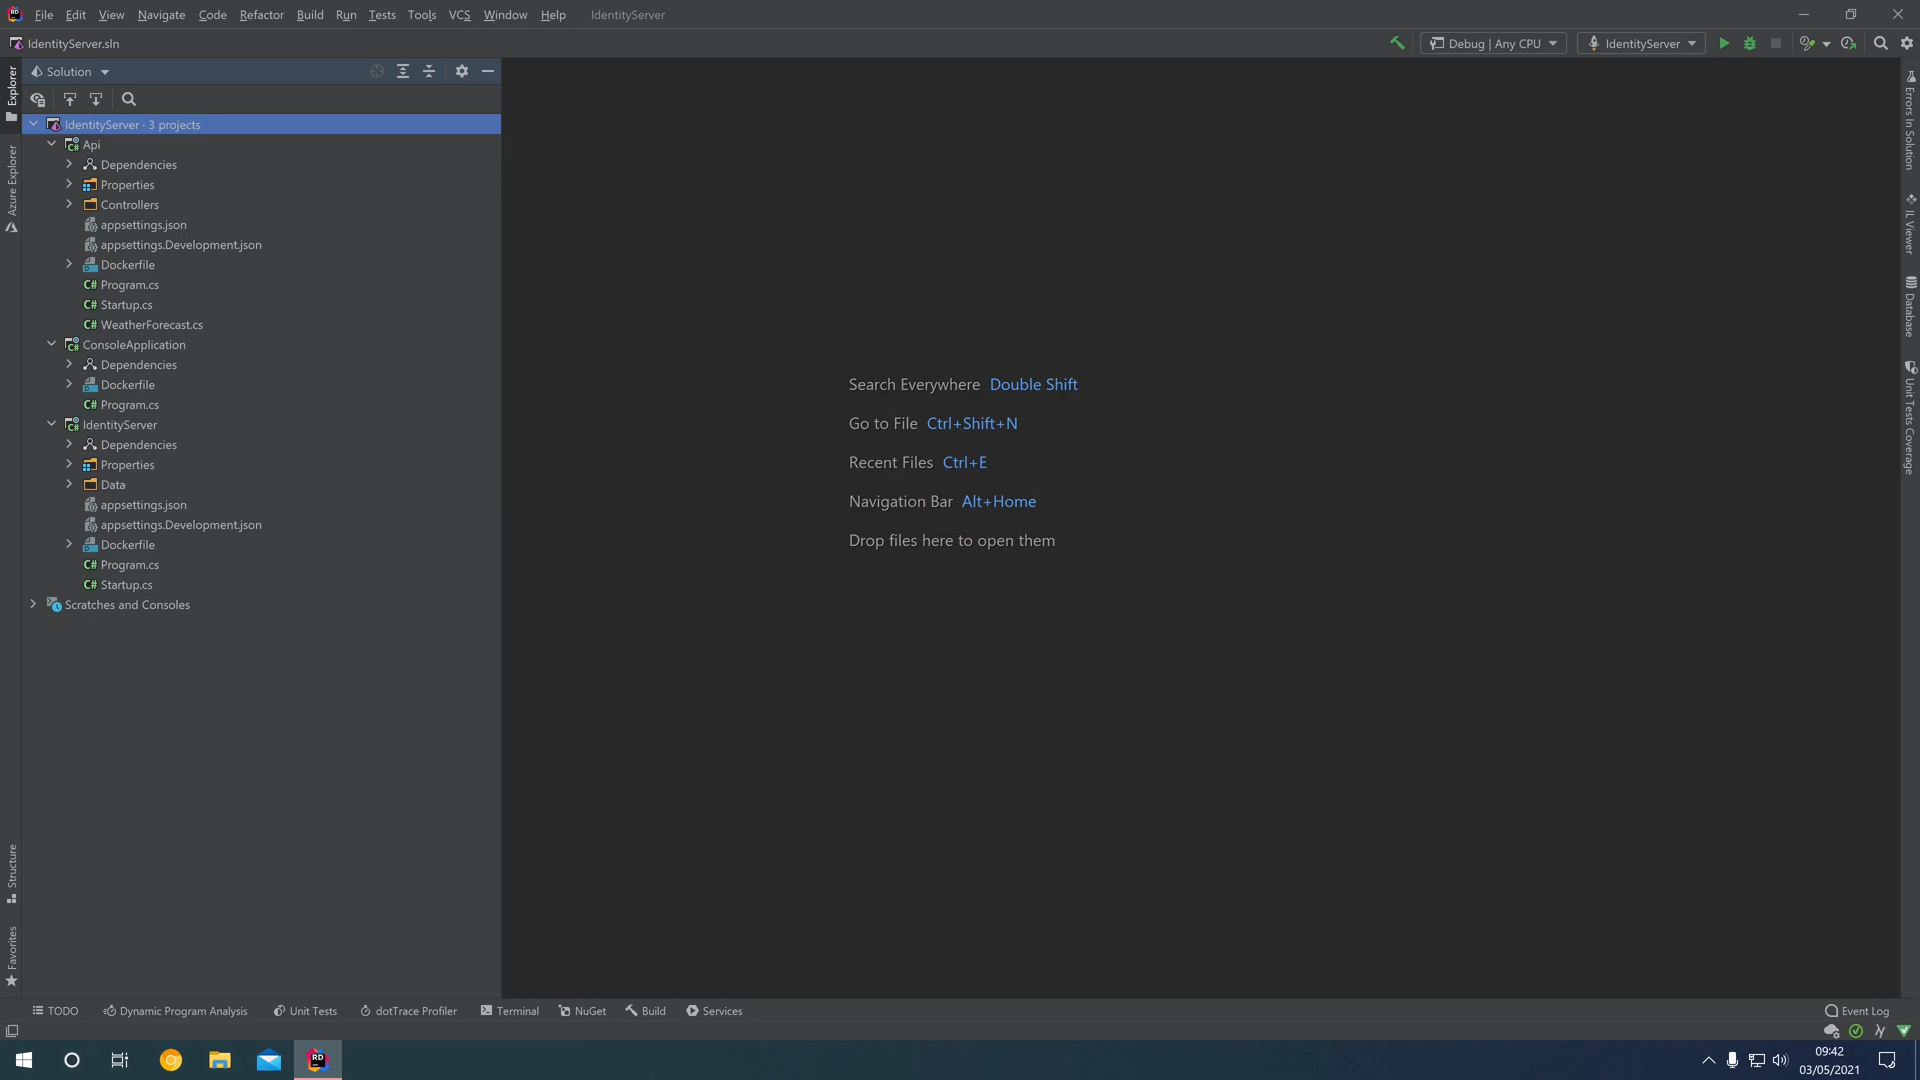 File Edit View Navigate Code Refactor Build Run Tests Tools VCS Window Help IdentityServer
IdentityServer.sln
Debug | Any CPU
IdentityServer
Solution
IdentityServer · 3 projects
Api
Dependencies
Properties
Controllers
appsettings.json
appsettings.Development.json
Dockerfile
C# Program.cs
C# Startup.cs
C# WeatherForecast.cs
ConsoleApplication
Dependencies
Dockerfile
C# Program.cs
IdentityServer
Dependencies
Properties
Data
appsettings.json
appsettings.Development.json
Dockerfile
C# Program.cs
C# Startup.cs
Scratches and Consoles
Explorer
Azure Explorer
Structure
Favorites
Search Everywhere Double Shift
Go to File Ctrl+Shift+N
Recent Files Ctrl+E
Navigation Bar Alt+Home
Drop files here to open them
Errors In Solution
IL Viewer
Database
Unit Tests Coverage
TODO Dynamic Program Analysis Unit Tests dotTrace Profiler Terminal NuGet Build Services Event Log
RD
09:42
03/05/2021